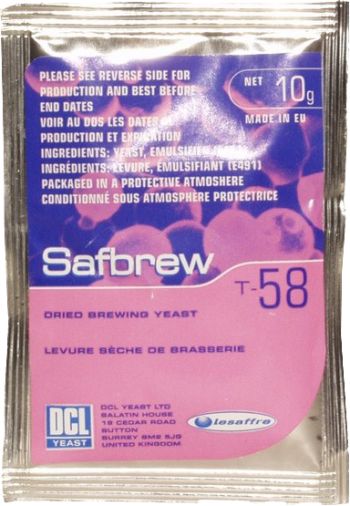 PLEASE SEE REVERSE SIDE FOR
PRODUCTION AND BEST BEFORE
END DATES
VOIR AU DOS LES DATES DE
PRODUCTION ET EXPIRATION
INGREDIENTS: YEAST, EMULSIFIER (E491)
INGRÉDIENTS: LEVURE, EMULSIFIANT (E491)
PACKAGED IN A PROTECTIVE ATMOSHERE
CONDITIONNÉ SOUS ATMOSPHÈRE PROTECTRICE
NET 10g
MADE IN EU
Safbrew
T-58
DRIED BREWING YEAST
LEVURE SÈCHE DE BRASSERIE
DCL
YEAST
DCL YEAST LTD
SALATIN HOUSE
19 CEDAR ROAD
SUTTON
SURREY SM2 5JG
UNITED KINGDOM
lesaffre